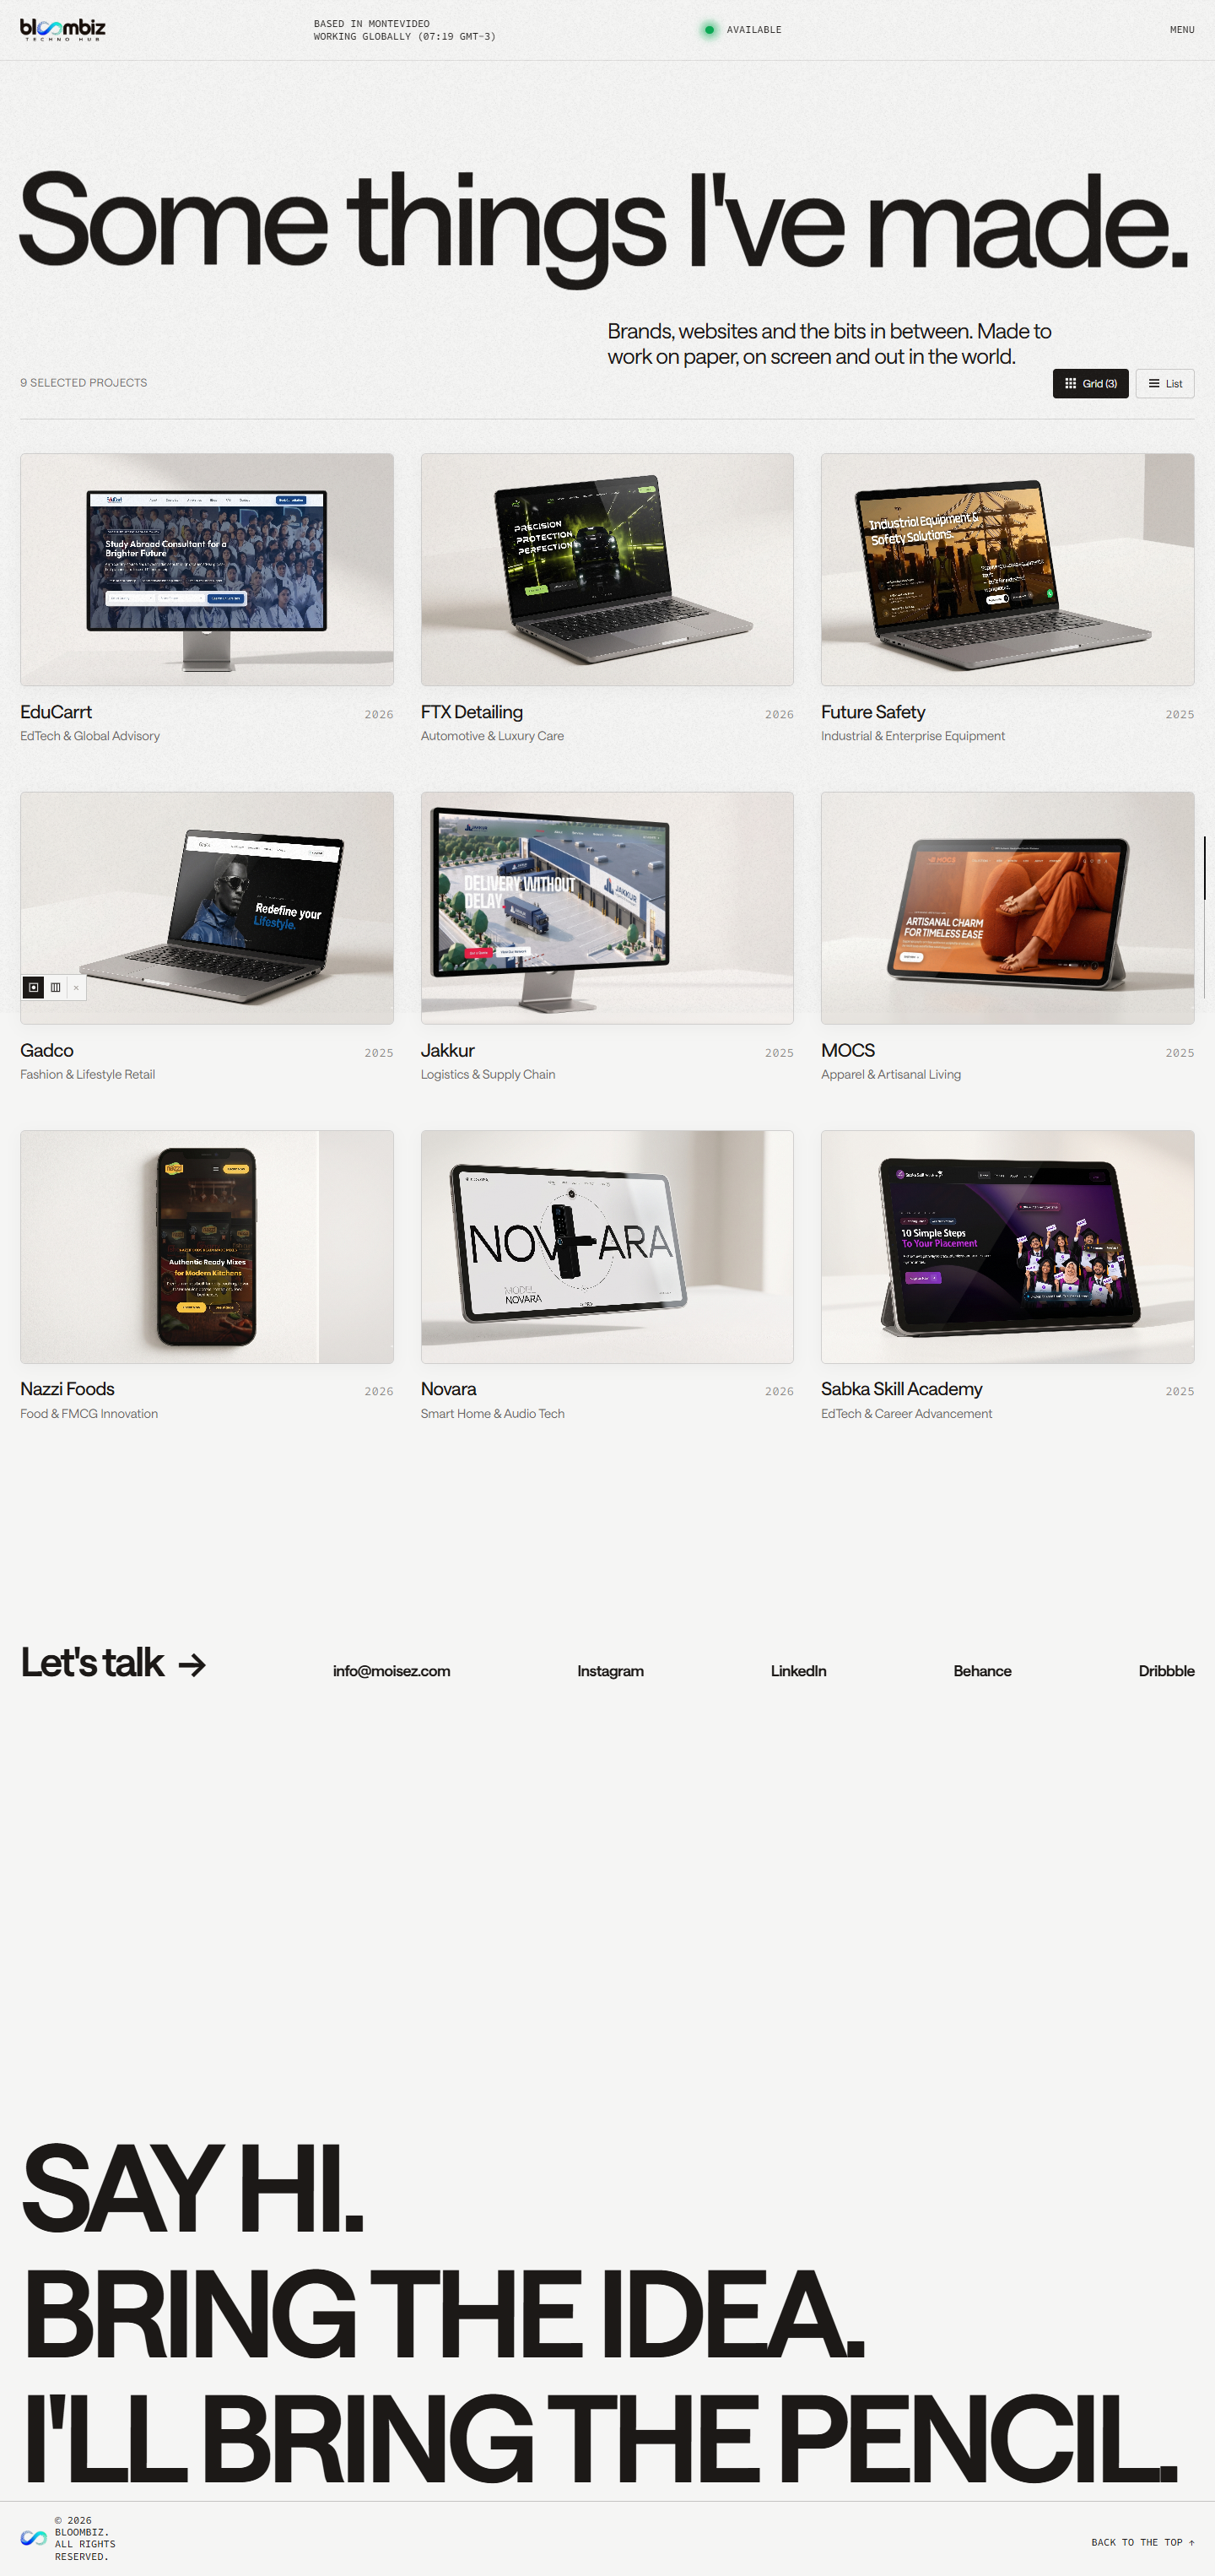 bloombiz
TECHNO HUB
BASED IN MONTEVIDEO
WORKING GLOBALLY (07:19 GMT-3)
AVAILABLE
MENU
Some things I've made.
Brands, websites and the bits in between. Made to
work on paper, on screen and out in the world.
9 SELECTED PROJECTS
Grid (3)
List
Study Abroad Consultant for a
Brighter Future
PRECISION
PROTECTION
PERFECTION
Industrial Equipment &
Safety Solutions.
EduCarrt
2026
EdTech & Global Advisory
FTX Detailing
2026
Automotive & Luxury Care
Future Safety
2025
Industrial & Enterprise Equipment
Redefine your
Lifestyle.
DELIVERY WITHOUT
DELAY
JAKKUR
MOCS
ARTISANAL CHARM
FOR TIMELESS EASE
Gadco
2025
Fashion & Lifestyle Retail
Jakkur
2025
Logistics & Supply Chain
MOCS
2025
Apparel & Artisanal Living
Authentic Ready Mixes
for Modern Kitchens
NOVARA
MODEL
NOVARA
10 Simple Steps
To Your Placement
Nazzi Foods
2026
Food & FMCG Innovation
Novara
2026
Smart Home & Audio Tech
Sabka Skill Academy
2025
EdTech & Career Advancement
Let's talk →
info@moisez.com
Instagram
LinkedIn
Behance
Dribbble
SAY HI.
BRING THE IDEA.
I'LL BRING THE PENCIL.
© 2026
BLOOMBIZ.
ALL RIGHTS
RESERVED.
BACK TO THE TOP ↑